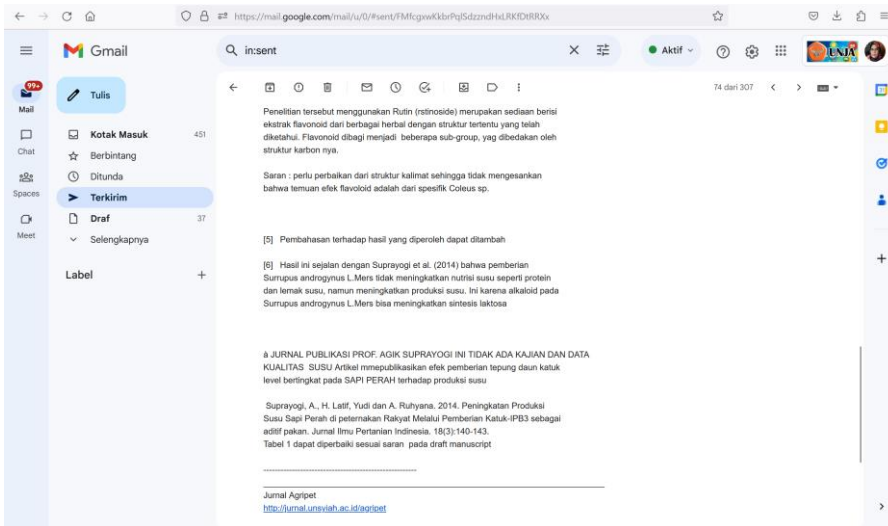 https://mail.google.com/mail/u/0/#sent/FMfcgxwKkbrPqlSdzzndHxLRKfDtRRXx
Gmail
in:sent
Aktif
UNJA
99+
Mail
Chat
Spaces
Meet
Tulis
Kotak Masuk 451
Berbintang
Ditunda
Terkirim
Draf 37
Selengkapnya
Label
74 dari 307
Penelitian tersebut menggunakan Rutin (rstinoside) merupakan sediaan berisi
ekstrak flavonoid dari berbagai herbal dengan struktur tertentu yang telah
diketahui. Flavonoid dibagi menjadi beberapa sub-group, yag dibedakan oleh
struktur karbon nya.
Saran : perlu perbaikan dari struktur kalimat sehingga tidak mengesankan
bahwa temuan efek flavoloid adalah dari spesifik Coleus sp.
[5] Pembahasan terhadap hasil yang diperoleh dapat ditambah
[6] Hasil ini sejalan dengan Suprayogi et al. (2014) bahwa pemberian
Surrupus androgynus L.Mers tidak meningkatkan nutrisi susu seperti protein
dan lemak susu, namun meningkatkan produksi susu. Ini karena alkaloid pada
Surrupus androgynus L.Mers bisa meningkatkan sintesis laktosa
à JURNAL PUBLIKASI PROF. AGIK SUPRAYOGI INI TIDAK ADA KAJIAN DAN DATA
KUALITAS SUSU Artikel mmepublikasikan efek pemberian tepung daun katuk
level bertingkat pada SAPI PERAH terhadap produksi susu
Suprayogi, A., H. Latif, Yudi dan A. Ruhyana. 2014. Peningkatan Produksi
Susu Sapi Perah di peternakan Rakyat Melalui Pemberian Katuk-IPB3 sebagai
aditif pakan. Jurnal Ilmu Pertanian Indinesia. 18(3):140-143.
Tabel 1 dapat diperbaiki sesuai saran pada draft manuscript
------------------------------------------------------
Jurnal Agripet
http://jurnal.unsyiah.ac.id/agripet